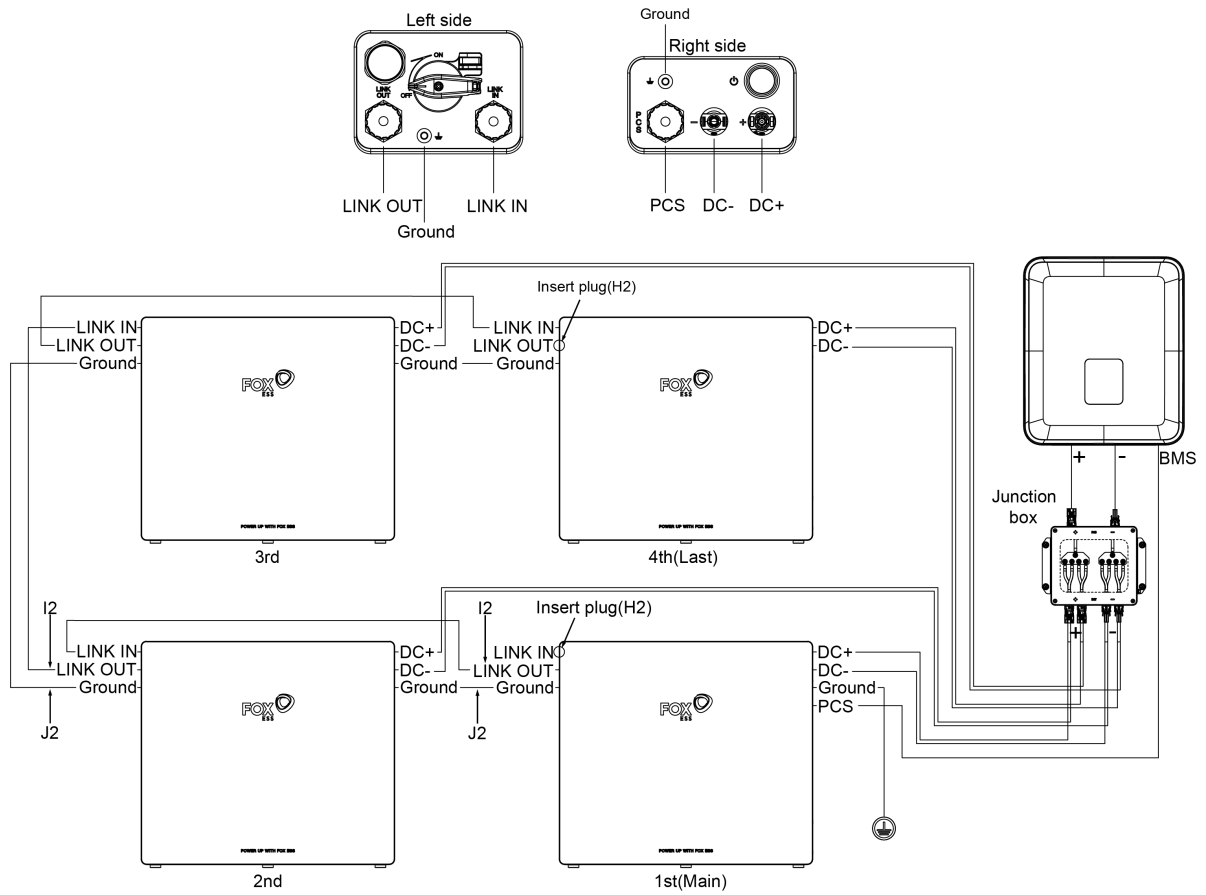 Left side
ON
LINK
OUT
OFF
LINK
IN
LINK OUT
LINK IN
Ground
Ground
Right side
PCS
-
+
PCS
DC-
DC+
Insert plug(H2)
LINK IN
LINK OUT
Ground
FOX
ESS
POWER UP WITH FOX ESS
3rd
DC+
DC-
Ground
LINK IN
LINK OUT
Ground
FOX
ESS
POWER UP WITH FOX ESS
4th(Last)
DC+
DC-
+
-
BMS
Junction
box
+
-
I2
LINK IN
LINK OUT
Ground
J2
FOX
ESS
POWER UP WITH FOX ESS
2nd
DC+
DC-
Ground
I2
Insert plug(H2)
LINK IN
LINK OUT
Ground
J2
FOX
ESS
POWER UP WITH FOX ESS
1st(Main)
DC+
DC-
Ground
PCS